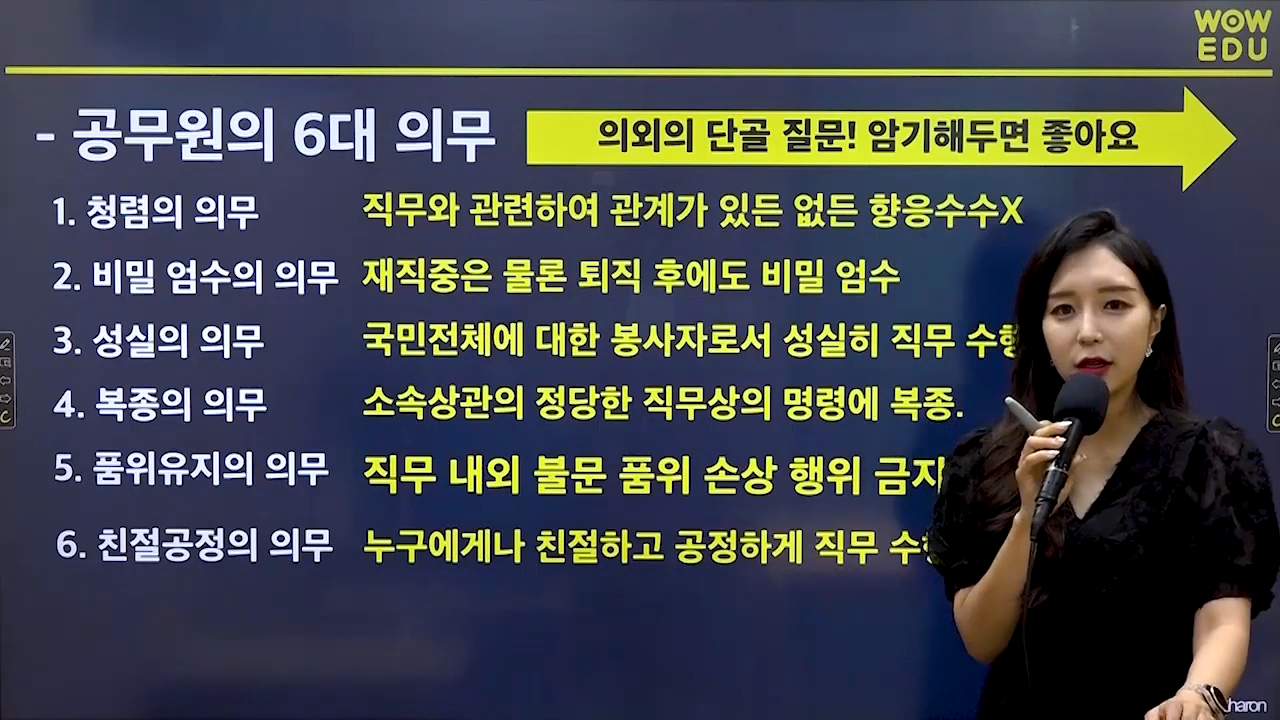 WOW
EDU
- 공무원의 6대 의무
의외의 단골 질문! 암기해두면 좋아요
1. 청렴의 의무 직무와 관련하여 관계가 있든 없든 향응수수X
2. 비밀 엄수의 의무 재직중은 물론 퇴직 후에도 비밀 엄수
3. 성실의 의무 국민전체에 대한 봉사자로서 성실히 직무
4. 복종의 의무 소속상관의 정당한 직무상의 명령에 복종.
5. 품위유지의 의무 직무 내외 불문 품위 손상 행위 금지
6. 친절공정의 의무 누구에게나 친절하고 공정하게 직무
haron